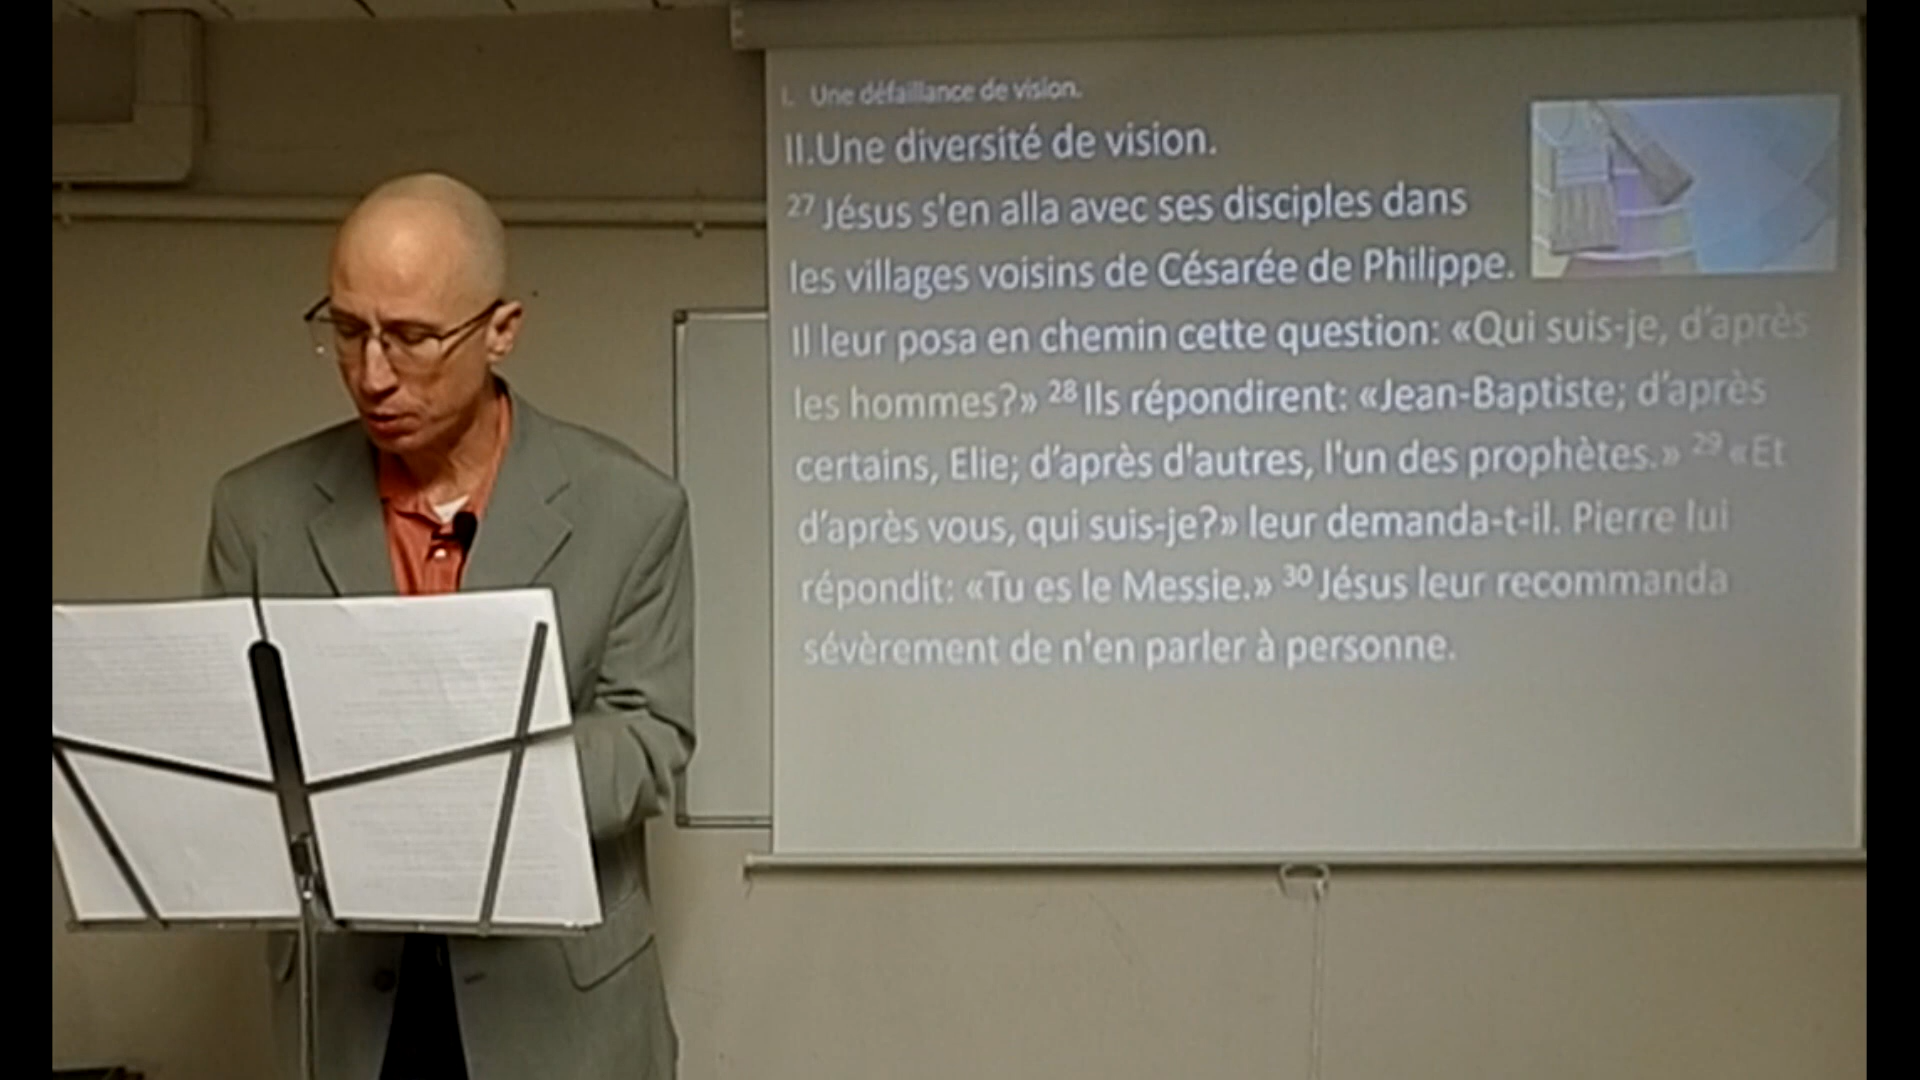 I. Une défaillance de vision.
II.Une diversité de vision.
27 Jésus s'en alla avec ses disciples dans
les villages voisins de Césarée de Philippe.
Il leur posa en chemin cette question: «Qui suis-je, d’après
les hommes?» 28 Ils répondirent: «Jean-Baptiste; d’après
certains, Elie; d’après d'autres, l'un des prophètes.» 29 «Et
d’après vous, qui suis-je?» leur demanda-t-il. Pierre lui
répondit: «Tu es le Messie.» 30 Jésus leur recommanda
sévèrement de n'en parler à personne.